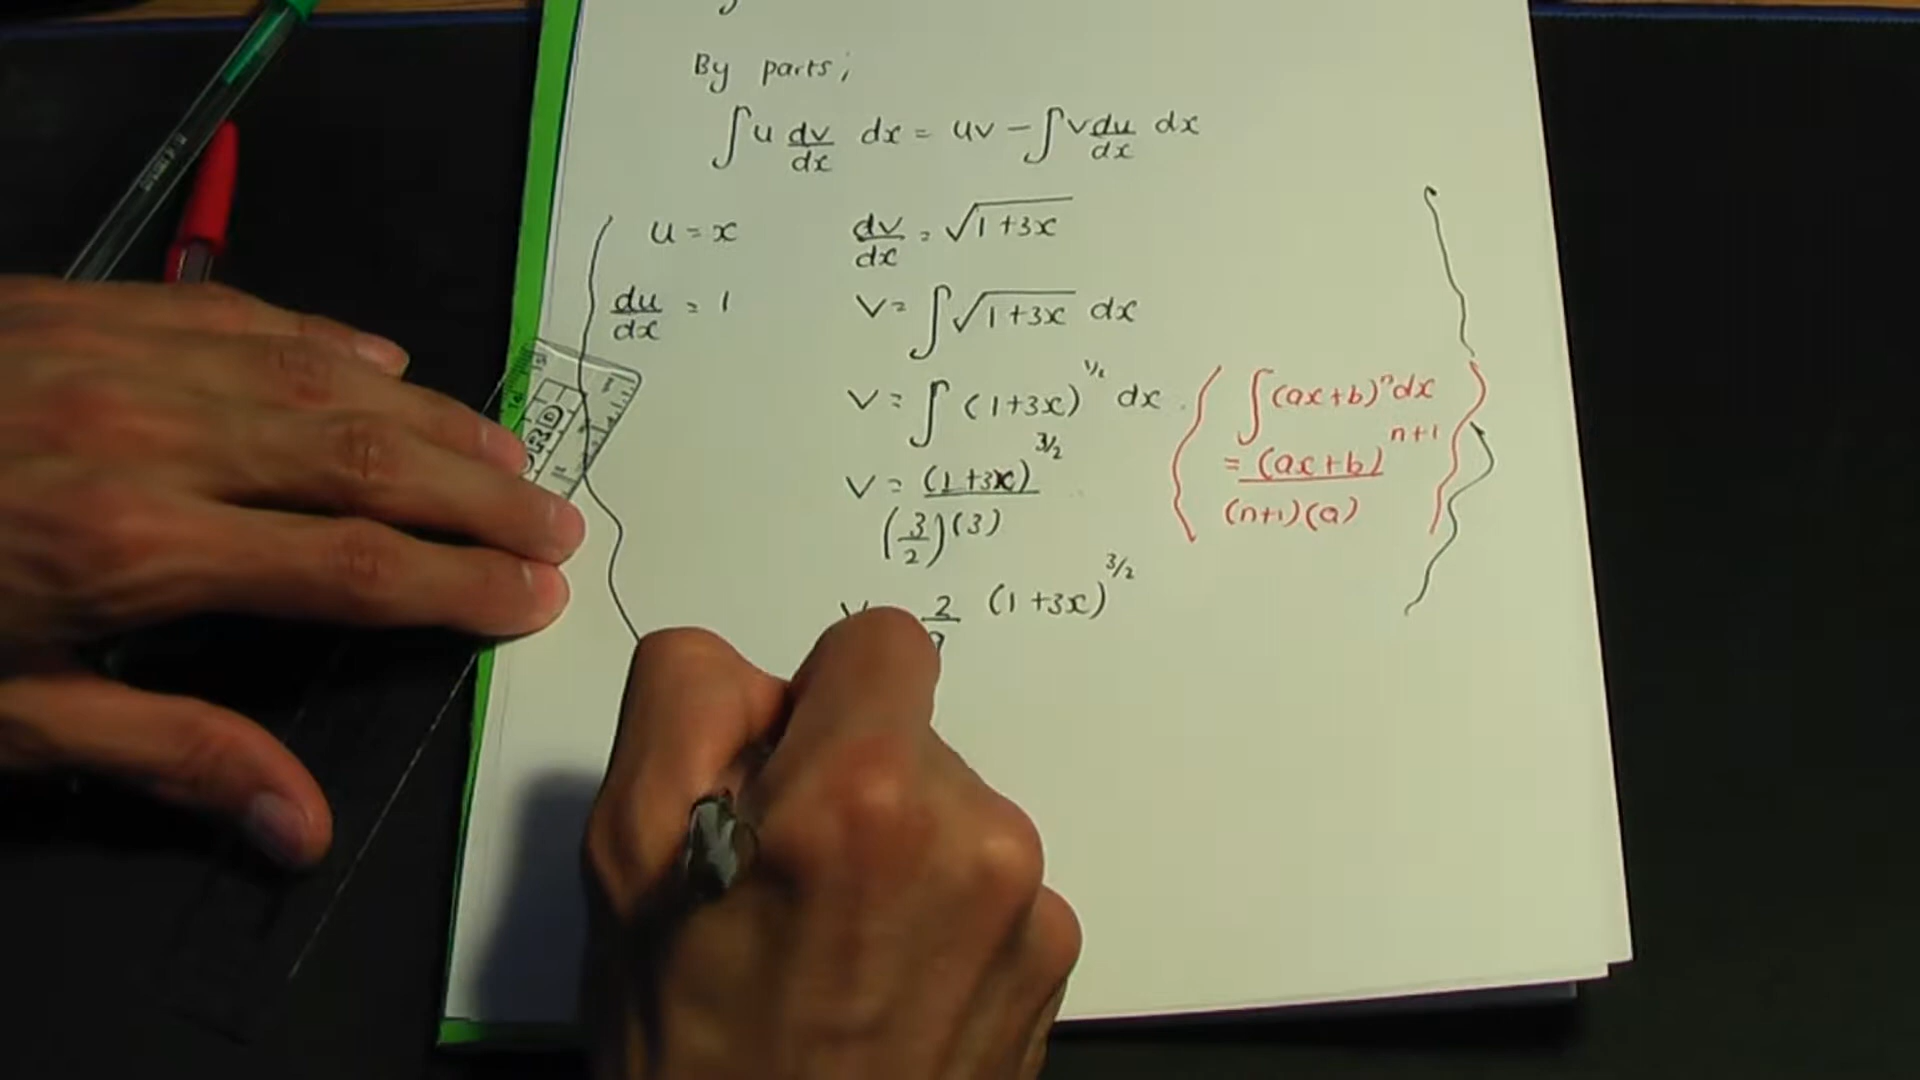 By parts;
∫u dv/dx dx = uv − ∫v du/dx dx
u = x
dv/dx = √(1+3x)
du/dx = 1
v = ∫√(1+3x) dx
v = ∫(1+3x)^1/2 dx
(∫(ax+b)^n dx
= (ax+b)^n+1 / (n+1)(a))
v = (1+3x)^3/2 / (3/2)(3)
2/9 (1+3x)^3/2